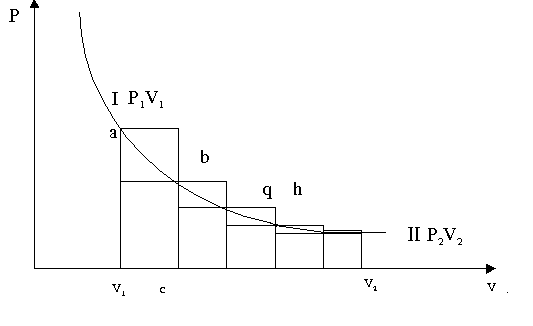 P
I P₁V₁
a
b
q h
II P₂V₂
V₁ c V₂ V